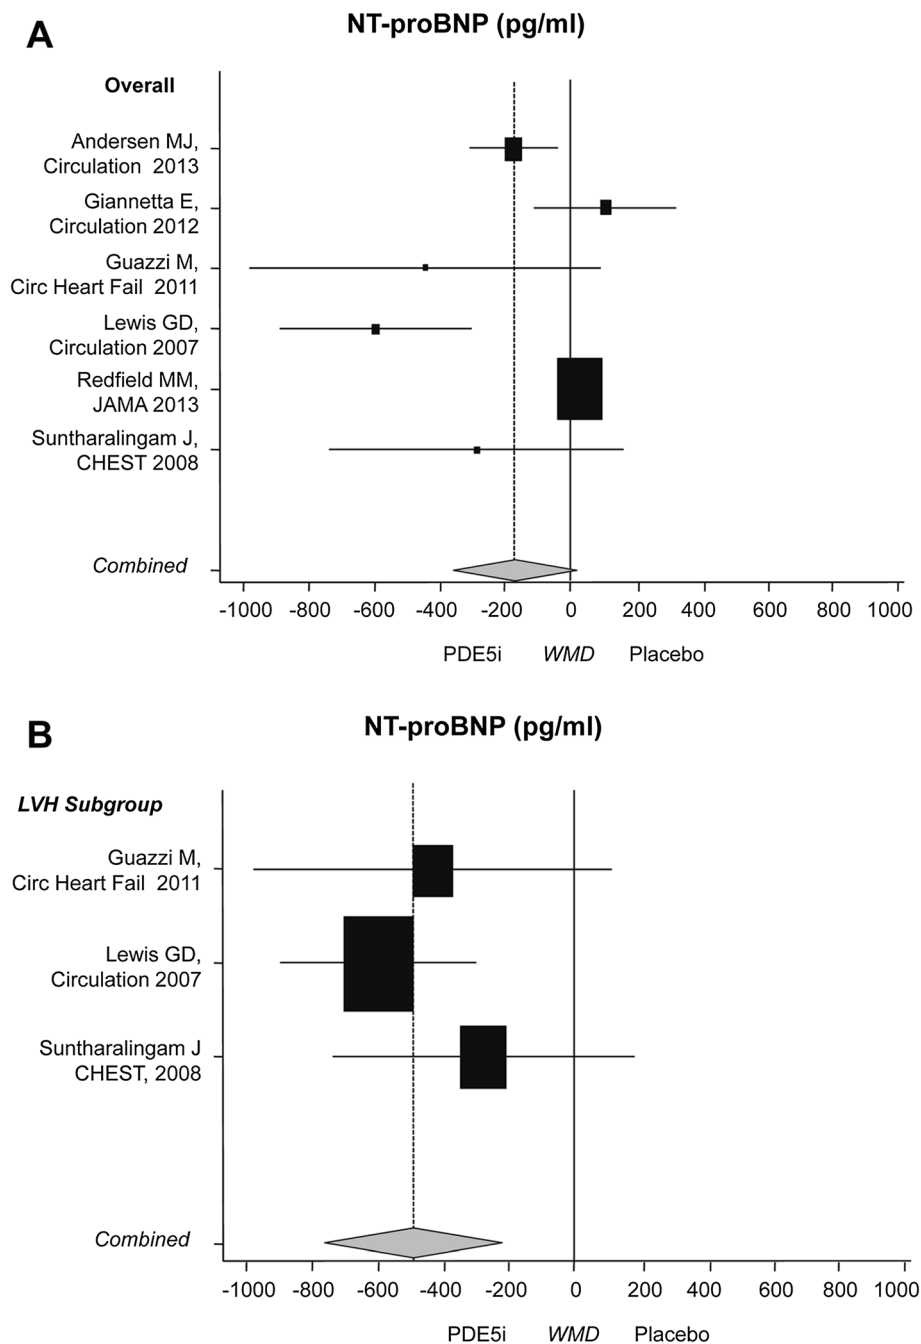 A
NT-proBNP (pg/ml)
Overall
Andersen MJ,
Circulation 2013
Giannetta E,
Circulation 2012
Guazzi M,
Circ Heart Fail 2011
Lewis GD,
Circulation 2007
Redfield MM,
JAMA 2013
Suntharalingam J,
CHEST 2008
Combined
-1000 -800 -600 -400 -200 0 200 400 600 800 1000
PDE5i WMD Placebo
B
NT-proBNP (pg/ml)
LVH Subgroup
Guazzi M,
Circ Heart Fail 2011
Lewis GD,
Circulation 2007
Suntharalingam J
CHEST, 2008
Combined
-1000 -800 -600 -400 -200 0 200 400 600 800 1000
PDE5i WMD Placebo